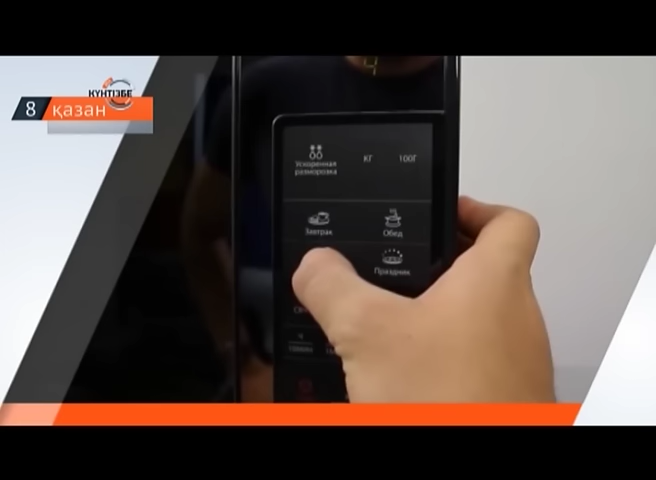 КҮНТІЗБЕ
8 қазан
Ускоренная
разморозка
КГ
100Г
Завтрак
Обед
Праздник